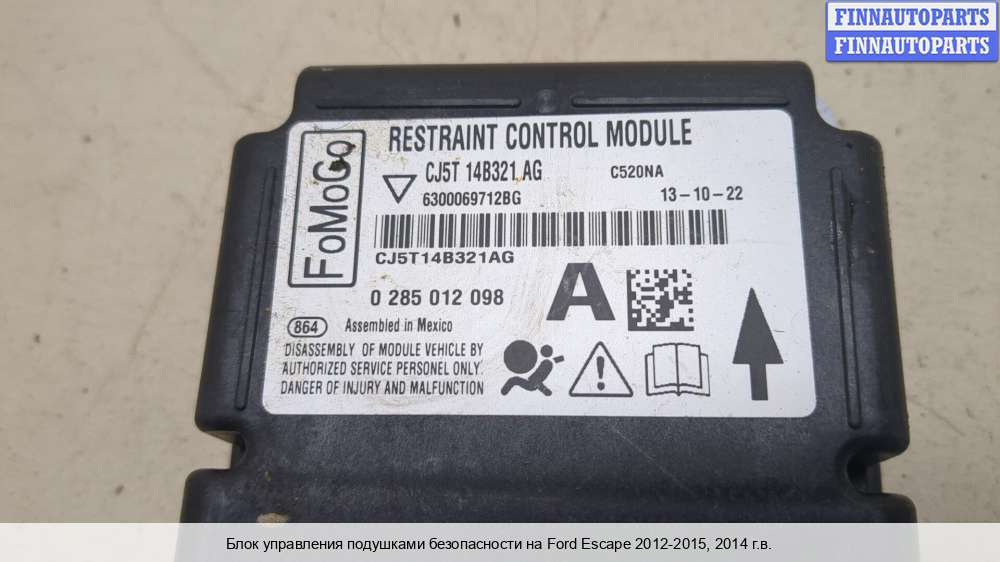 FINNAUTOPARTS
FINNAUTOPARTS
RESTRAINT CONTROL MODULE
FoMoCo
CJ5T 14B321 AG C520NA
6300069712BG 13-10-22
CJ5T14B321AG
0 285 012 098 A
864 Assembled in Mexico
DISASSEMBLY OF MODULE VEHICLE BY
AUTHORIZED SERVICE PERSONEL ONLY.
DANGER OF INJURY AND MALFUNCTION
Блок управления подушками безопасности на Ford Escape 2012-2015, 2014 г.в.